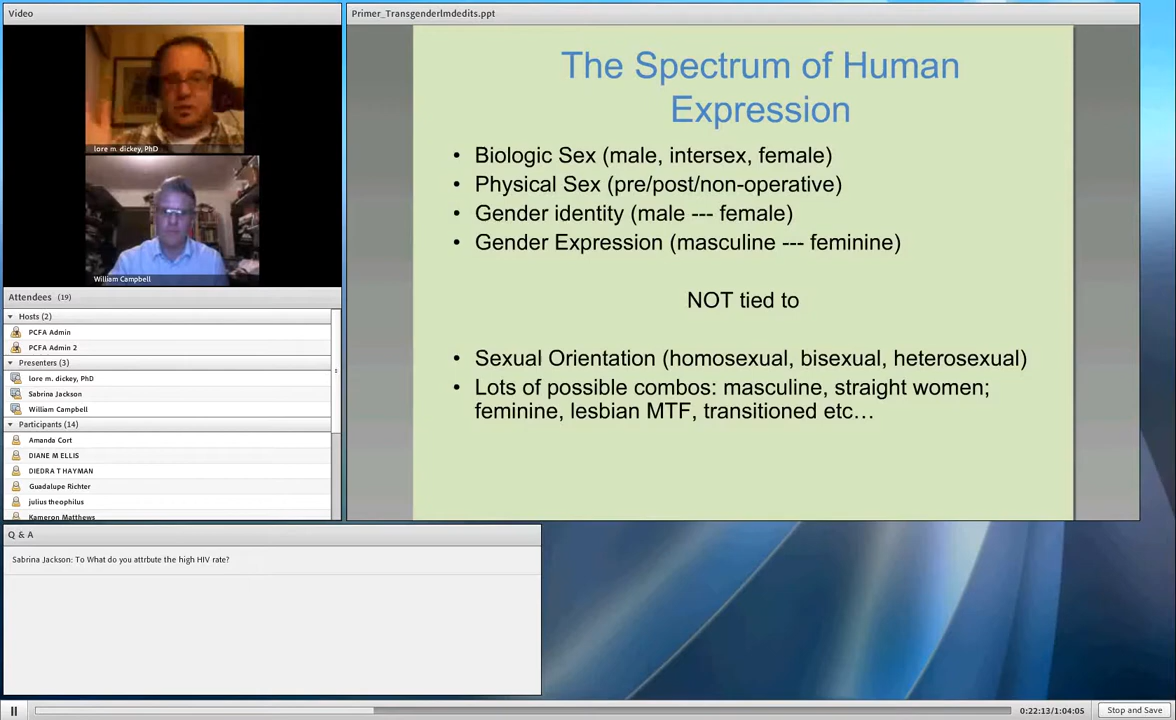 Video
lore m. dickey, PhD
William Campbell
Attendees (19)
Hosts (2)
PCFA Admin
PCFA Admin 2
Presenters (3)
lore m. dickey, PhD
Sabrina Jackson
William Campbell
Participants (14)
Amanda Cort
DIANE M ELLIS
DIEDRA T HAYMAN
Guadalupe Richter
julius theophilus
Kameron Matthews
Primer_Transgenderlmdedits.ppt
The Spectrum of Human
Expression
• Biologic Sex (male, intersex, female)
• Physical Sex (pre/post/non-operative)
• Gender identity (male --- female)
• Gender Expression (masculine --- feminine)
NOT tied to
• Sexual Orientation (homosexual, bisexual, heterosexual)
• Lots of possible combos: masculine, straight women;
feminine, lesbian MTF, transitioned etc…
Q & A
Sabrina Jackson: To What do you attrbute the high HIV rate?
0:22:13/1:04:05
Stop and Save